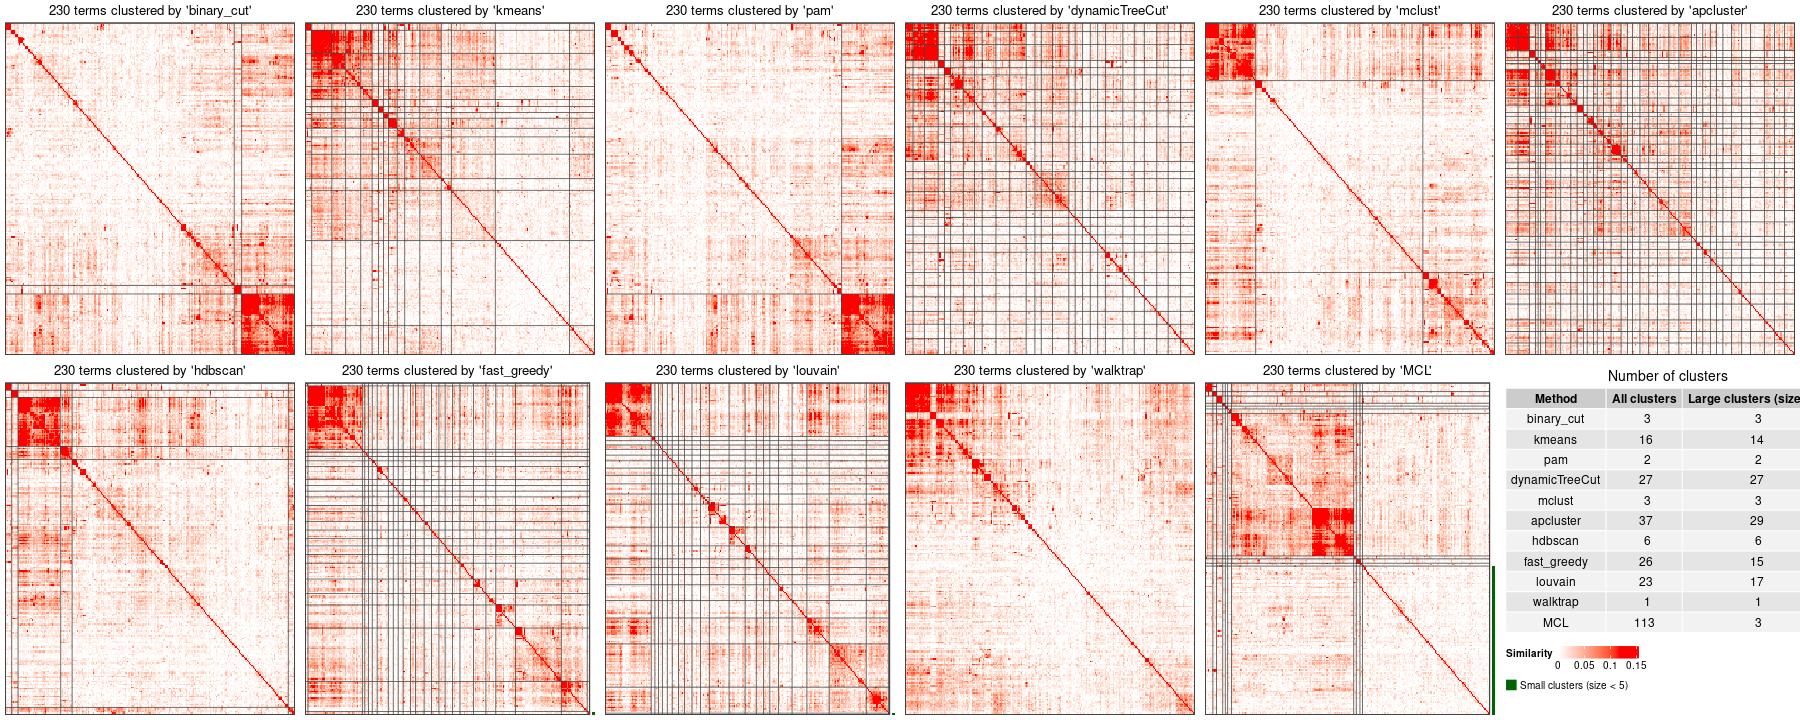 230 terms clustered by 'binary_cut'
230 terms clustered by 'kmeans'
230 terms clustered by 'pam'
230 terms clustered by 'dynamicTreeCut'
230 terms clustered by 'mclust'
230 terms clustered by 'apcluster'
230 terms clustered by 'hdbscan'
230 terms clustered by 'fast_greedy'
230 terms clustered by 'louvain'
230 terms clustered by 'walktrap'
230 terms clustered by 'MCL'
Number of clusters
Method All clusters Large clusters (size
binary_cut 3 3
kmeans 16 14
pam 2 2
dynamicTreeCut 27 27
mclust 3 3
apcluster 37 29
hdbscan 6 6
fast_greedy 26 15
louvain 23 17
walktrap 1 1
MCL 113 3
Similarity
0 0.05 0.1 0.15
Small clusters (size < 5)